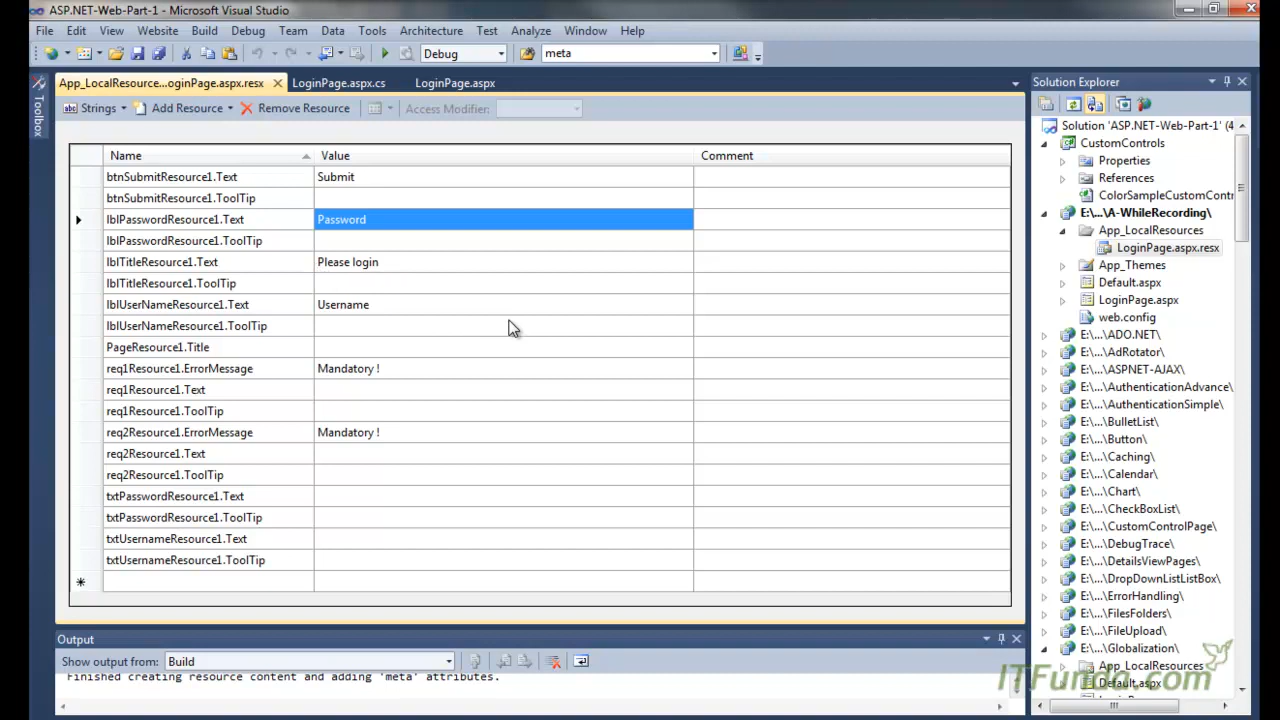 ASP.NET-Web-Part-1 - Microsoft Visual Studio
File Edit View Website Build Debug Team Data Tools Architecture Test Analyze Window Help
Debug meta
App_LocalResource...oginPage.aspx.resx LoginPage.aspx.cs LoginPage.aspx
Strings Add Resource Remove Resource Access Modifier:
Toolbox
Name Value Comment
btnSubmitResource1.Text Submit
btnSubmitResource1.ToolTip
lblPasswordResource1.Text Password
lblPasswordResource1.ToolTip
lblTitleResource1.Text Please login
lblTitleResource1.ToolTip
lblUserNameResource1.Text Username
lblUserNameResource1.ToolTip
PageResource1.Title
req1Resource1.ErrorMessage Mandatory !
req1Resource1.Text
req1Resource1.ToolTip
req2Resource1.ErrorMessage Mandatory !
req2Resource1.Text
req2Resource1.ToolTip
txtPasswordResource1.Text
txtPasswordResource1.ToolTip
txtUsernameResource1.Text
txtUsernameResource1.ToolTip
Output
Show output from: Build
Finished creating resource content and adding 'meta' attributes.
Solution Explorer
Solution 'ASP.NET-Web-Part-1' (4
CustomControls
Properties
References
ColorSampleCustomContr
E:\...\A-WhileRecording\
App_LocalResources
LoginPage.aspx.resx
App_Themes
Default.aspx
LoginPage.aspx
web.config
E:\...\ADO.NET\
E:\...\AdRotator\
E:\...\ASPNET-AJAX\
E:\...\AuthenticationAdvance\
E:\...\AuthenticationSimple\
E:\...\BulletList\
E:\...\Button\
E:\...\Caching\
E:\...\Calendar\
E:\...\Chart\
E:\...\CheckBoxList\
E:\...\CustomControlPage\
E:\...\DebugTrace\
E:\...\DetailsViewPages\
E:\...\DropDownListListBox\
E:\...\ErrorHandling\
E:\...\FilesFolders\
E:\...\FileUpload\
E:\...\Globalization\
App_LocalResources
Default.aspx
ITFunda.com